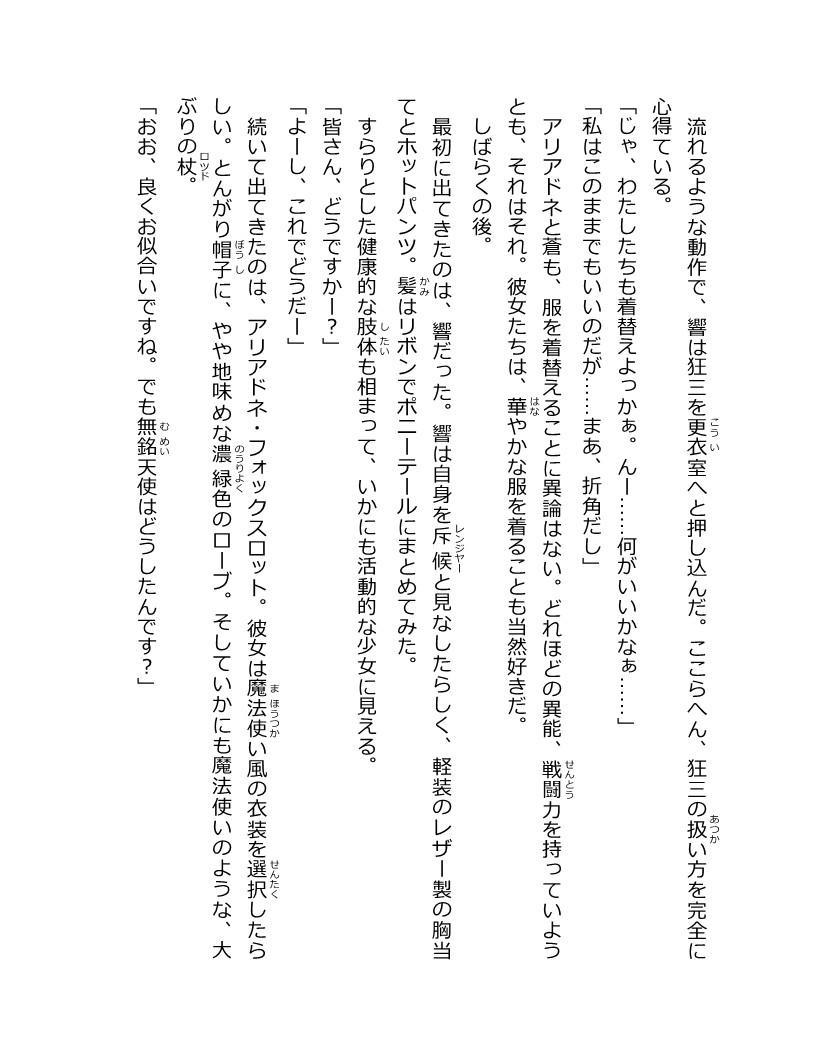 流れるような動作で、響は狂三を更衣室へと押し込んだ。ここらへん、狂三の扱い方を完全に
心得ている。
「じゃ、わたしたちも着替えよっかぁ。んー……何がいいかなぁ……」
「私はこのままでもいいのだが……まあ、折角だし」
　アリアドネと蒼も、服を着替えることに異論はない。どれほどの異能、戦闘力を持っていよう
とも、それはそれ。彼女たちは、華やかな服を着ることも当然好きだ。
　しばらくの後。
　最初に出てきたのは、響だった。響は自身を斥候と見なしたらしく、軽装のレザー製の胸当
てとホットパンツ。髪はリボンでポニーテールにまとめてみた。
　すらりとした健康的な肢体も相まって、いかにも活動的な少女に見える。
「皆さん、どうですかー？」
「よーし、これでどうだー」
　続いて出てきたのは、アリアドネ・フォックスロット。彼女は魔法使い風の衣装を選択したら
しい。とんがり帽子に、やや地味めな濃緑色のローブ。そしていかにも魔法使いのような、大
ぶりの杖。
「おお、良くお似合いですね。でも無銘天使はどうしたんです？」